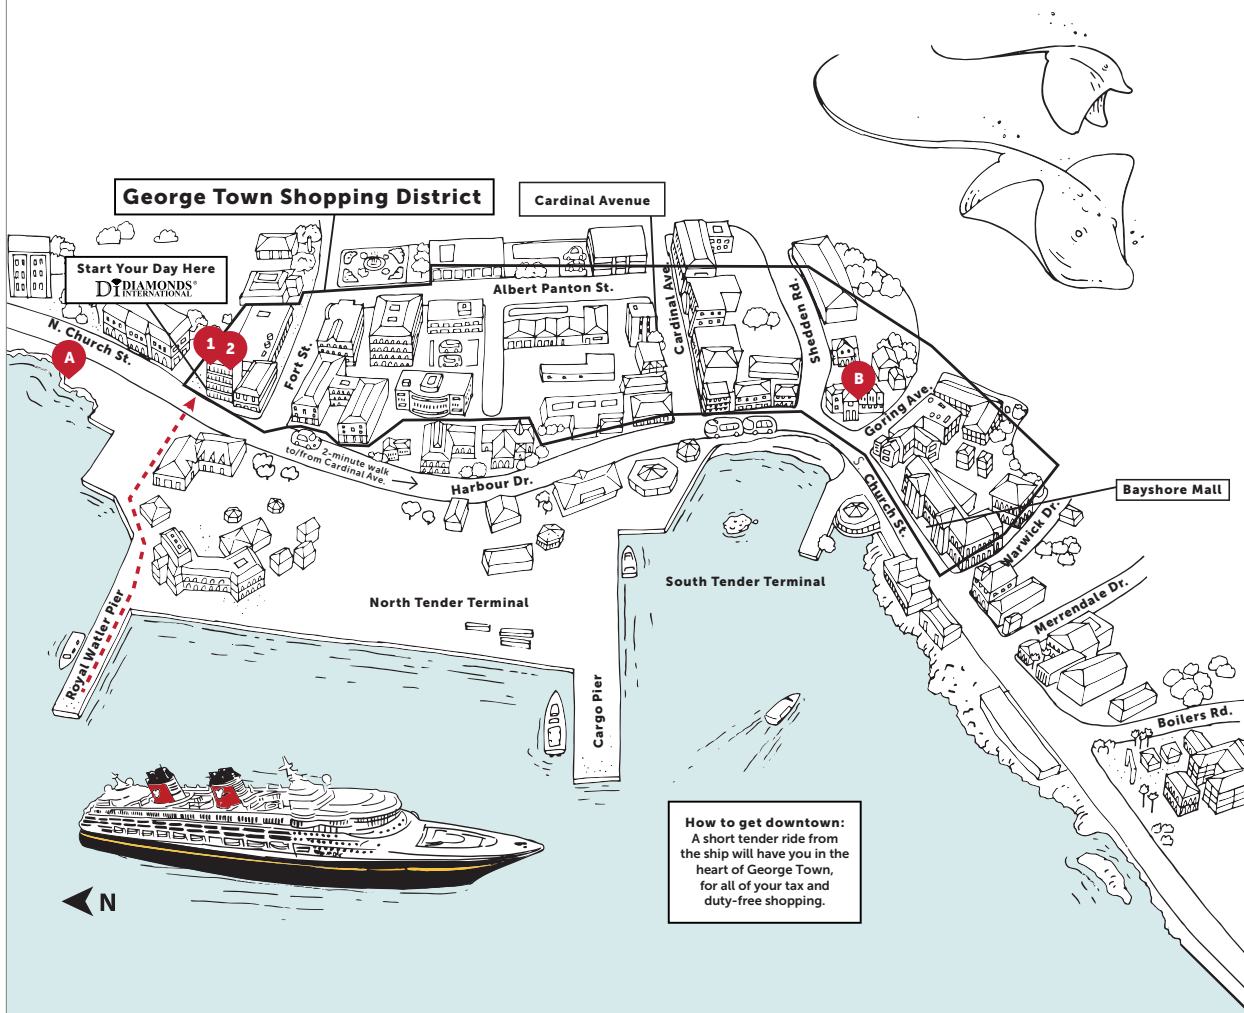 George Town Shopping District
Cardinal Avenue
Start Your Day Here
DI DIAMONDS®
INTERNATIONAL
N. Church St.
A
1
2
Fort St.
Albert Panton St.
Cardinal Ave.
Shedden Rd.
B
Goring Ave.
2-minute walk
to/from Cardinal Ave.
Harbour Dr.
S. Church St.
Bayshore Mall
Warwick Dr.
South Tender Terminal
North Tender Terminal
Merrendale Dr.
Royal Watler Pier
Cargo Pier
Boilers Rd.
How to get downtown:
A short tender ride from
the ship will have you in the
heart of George Town,
for all of your tax and
duty-free shopping.
N